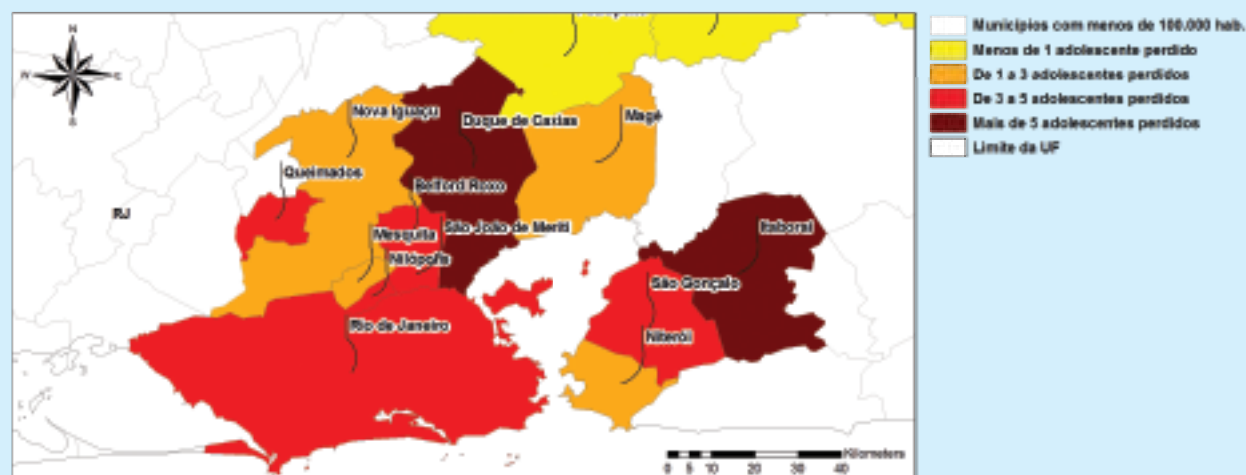 N
W
E
S
Nova Iguaçu
Duque de Caxias
Magé
Queimados
Belford Roxo
RJ
Mesquita
São João de Meriti
Itaboraí
Nilópolis
São Gonçalo
Rio de Janeiro
Niterói
0 5 10 20 30 40
Kilometers
Municípios com menos de 100.000 hab.
Menos de 1 adolescente perdido
De 1 a 3 adolescentes perdidos
De 3 a 5 adolescentes perdidos
Mais de 5 adolescentes perdidos
Limite da UF